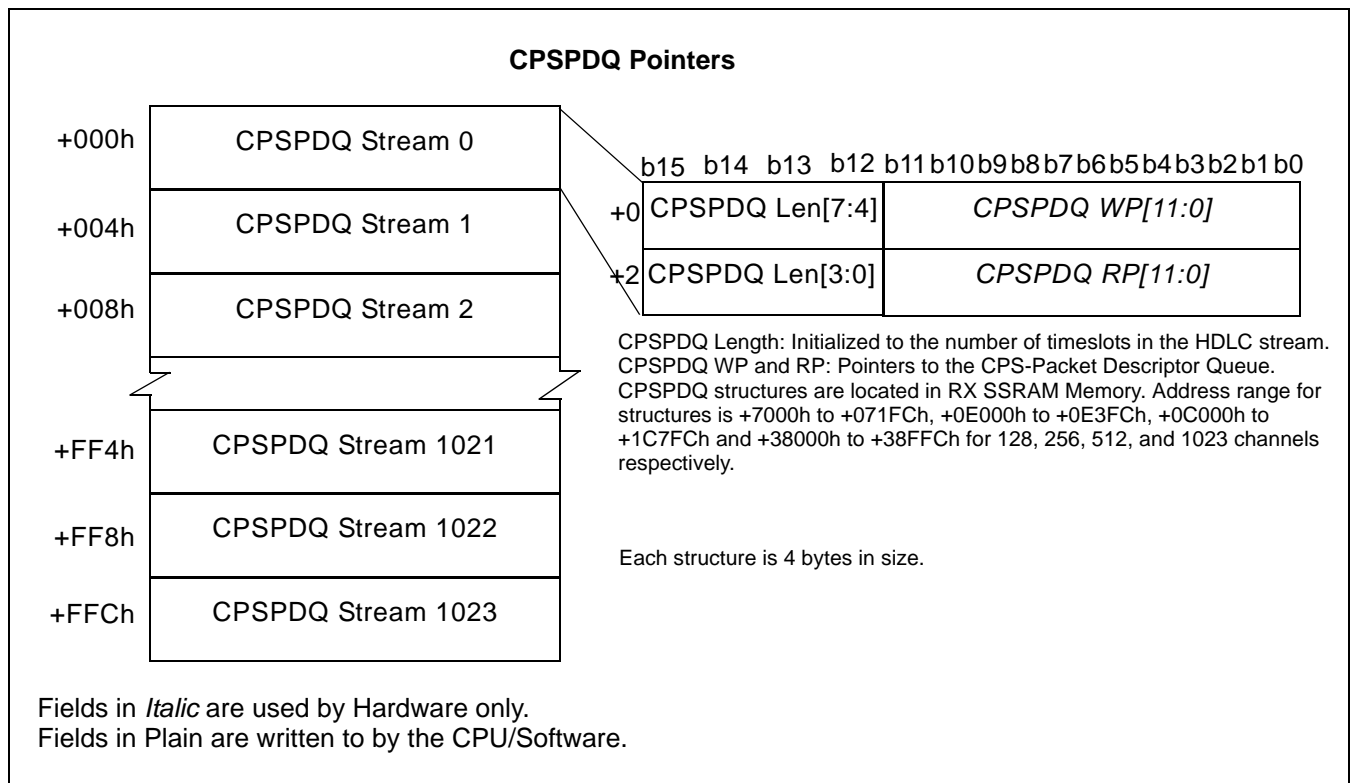 CPSPDQ Pointers
+000h CPSPDQ Stream 0
+004h CPSPDQ Stream 1
+008h CPSPDQ Stream 2
+FF4h CPSPDQ Stream 1021
+FF8h CPSPDQ Stream 1022
+FFCh CPSPDQ Stream 1023
b15 b14 b13 b12 b11 b10 b9 b8 b7 b6 b5 b4 b3 b2 b1 b0
+0 CPSPDQ Len[7:4] CPSPDQ WP[11:0]
+2 CPSPDQ Len[3:0] CPSPDQ RP[11:0]
CPSPDQ Length: Initialized to the number of timeslots in the HDLC stream.
CPSPDQ WP and RP: Pointers to the CPS-Packet Descriptor Queue.
CPSPDQ structures are located in RX SSRAM Memory. Address range for
structures is +7000h to +071FCh, +0E000h to +0E3FCh, +0C000h to
+1C7FCh and +38000h to +38FFCh for 128, 256, 512, and 1023 channels
respectively.
Each structure is 4 bytes in size.
Fields in Italic are used by Hardware only.
Fields in Plain are written to by the CPU/Software.